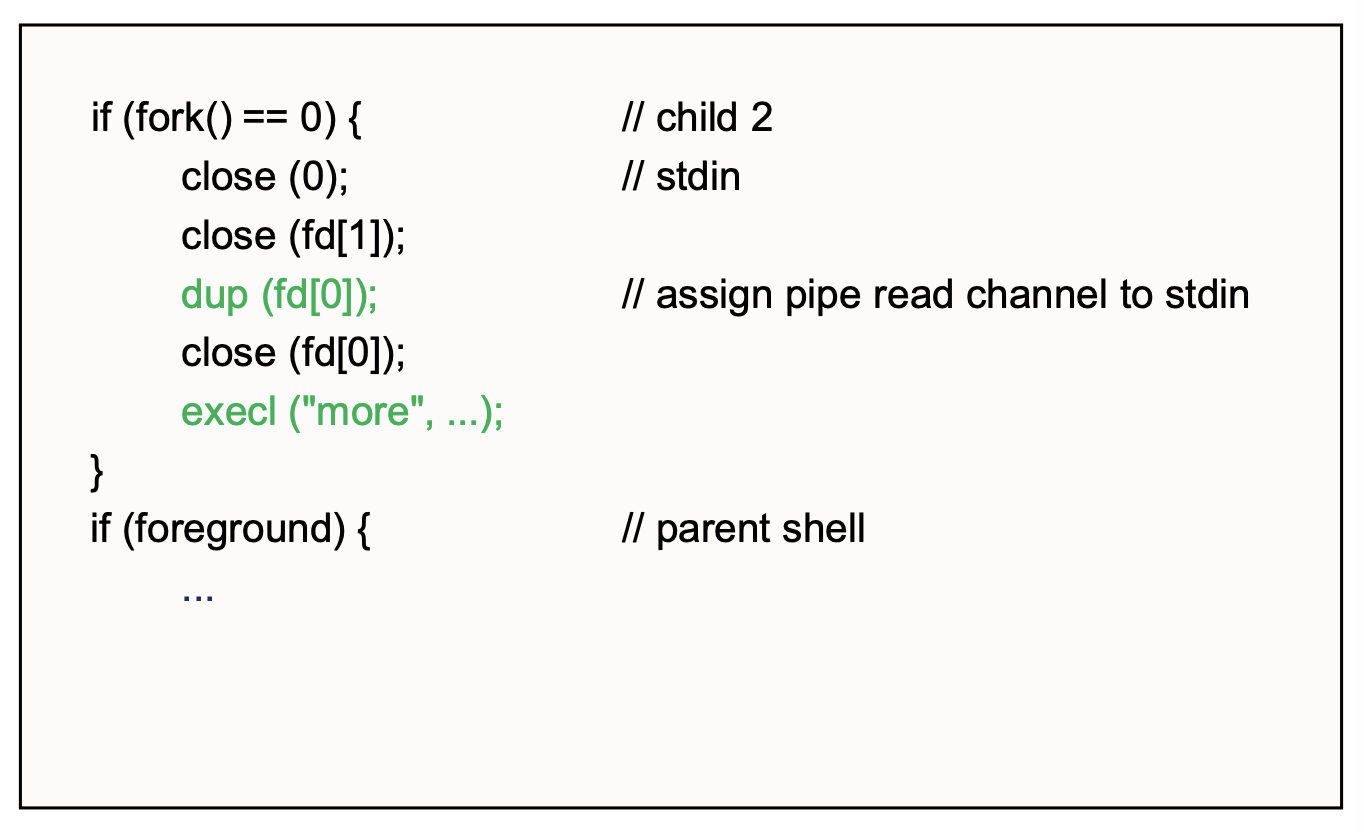 if (fork() == 0) { // child 2
close (0); // stdin
close (fd[1]);
dup (fd[0]); // assign pipe read channel to stdin
close (fd[0]);
execl ("more", ...);
}
if (foreground) { // parent shell
...